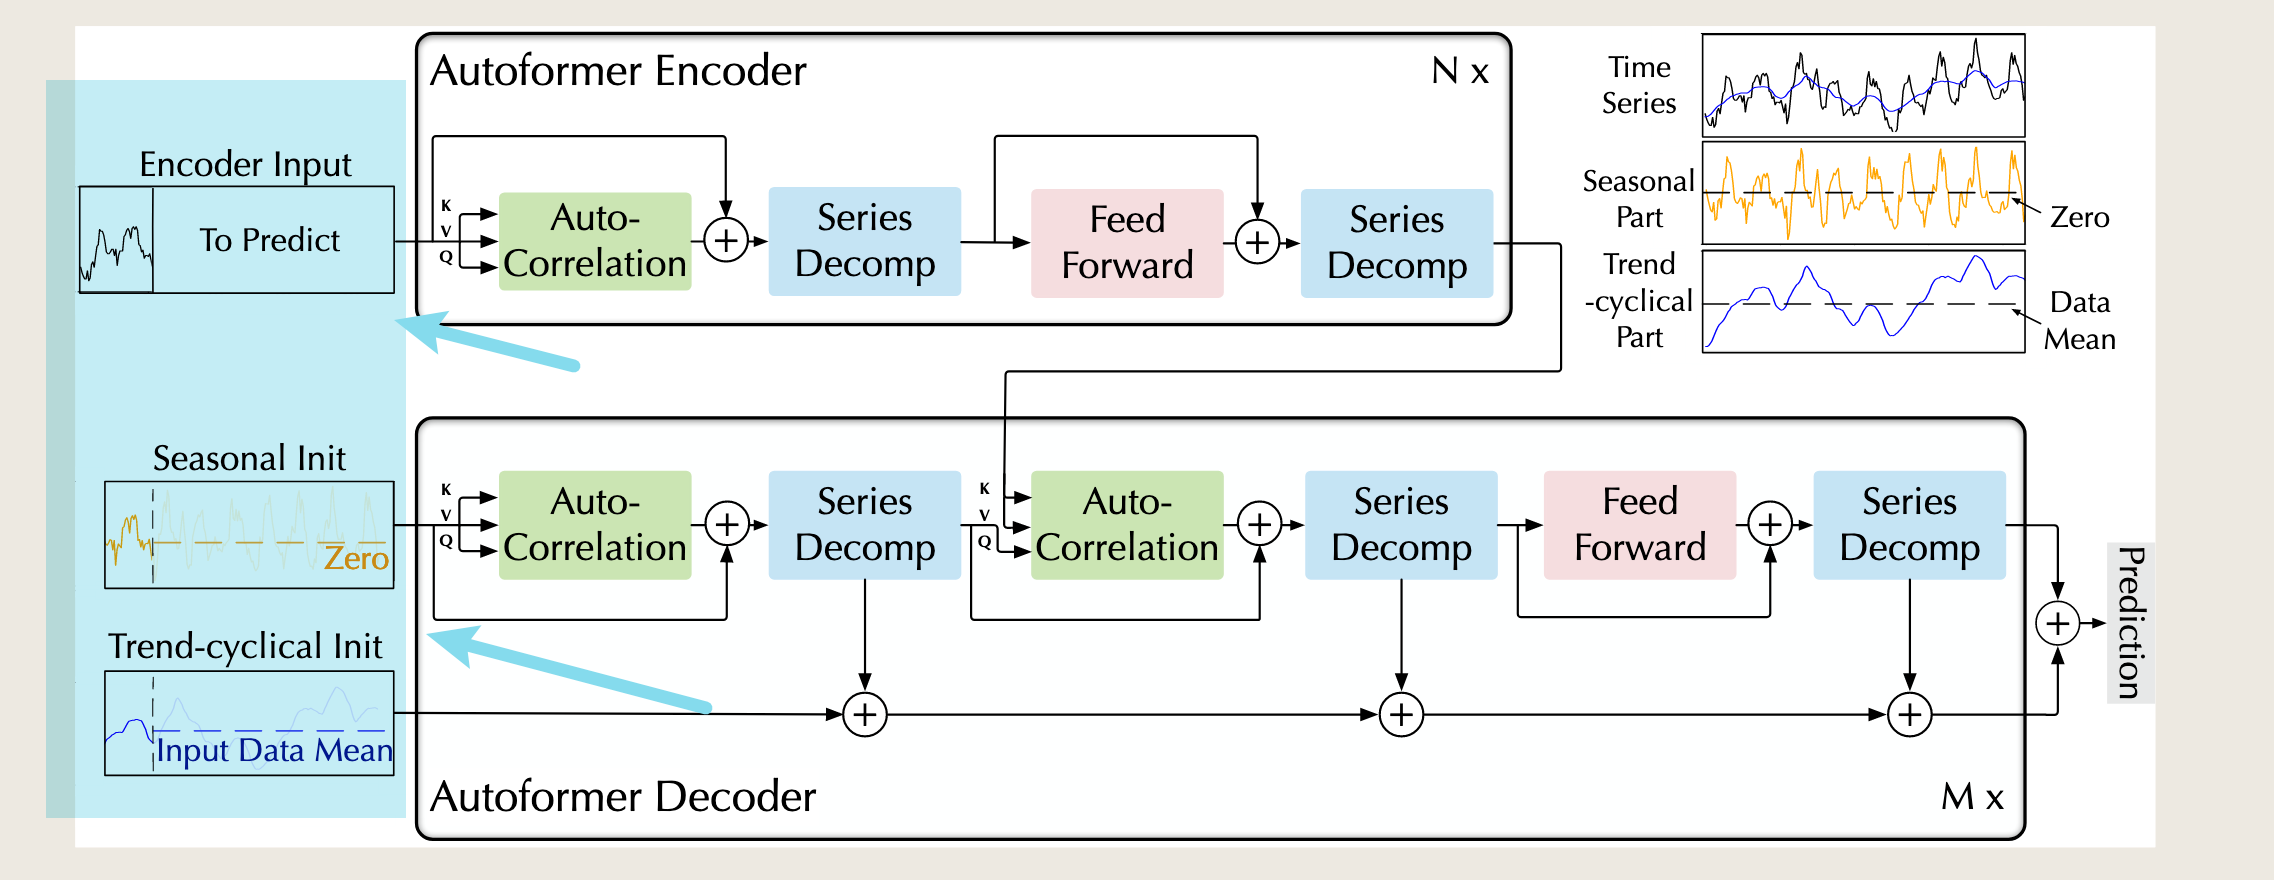 Autoformer Encoder
N x
Encoder Input
To Predict
K
V
Q
Auto-
Correlation
+
Series
Decomp
Feed
Forward
+
Series
Decomp
Time
Series
Seasonal
Part
Zero
Trend
-cyclical
Part
Data
Mean
Seasonal Init
Zero
Trend-cyclical Init
Input Data Mean
K
V
Q
Auto-
Correlation
+
Series
Decomp
K
V
Q
Auto-
Correlation
+
Series
Decomp
Feed
Forward
+
Series
Decomp
+
+
+
+
Prediction
Autoformer Decoder
M x